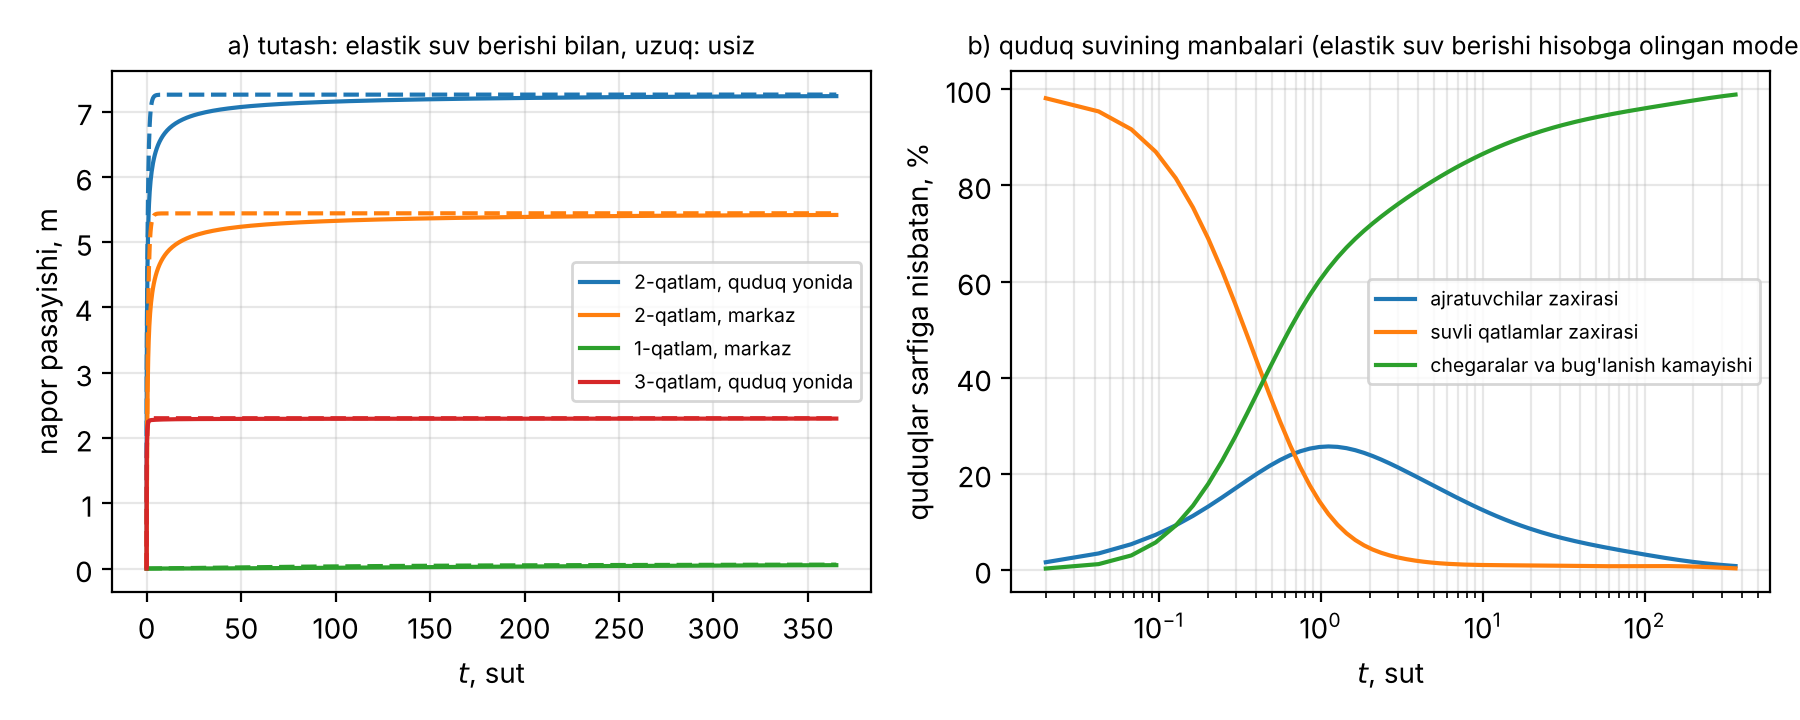 a) tutash: elastik suv berishi bilan, uzuq: usiz
napor pasayishi, m
7
6
5
4
3
2
1
0
2-qatlam, quduq yonida
2-qatlam, markaz
1-qatlam, markaz
3-qatlam, quduq yonida
0 50 100 150 200 250 300 350
t, sut
b) quduq suvining manbalari (elastik suv berishi hisobga olingan mode
quduqlar sarfiga nisbatan, %
100
80
60
40
20
0
ajratuvchilar zaxirasi
suvli qatlamlar zaxirasi
chegaralar va bug'lanish kamayishi
10⁻¹ 10⁰ 10¹ 10²
t, sut